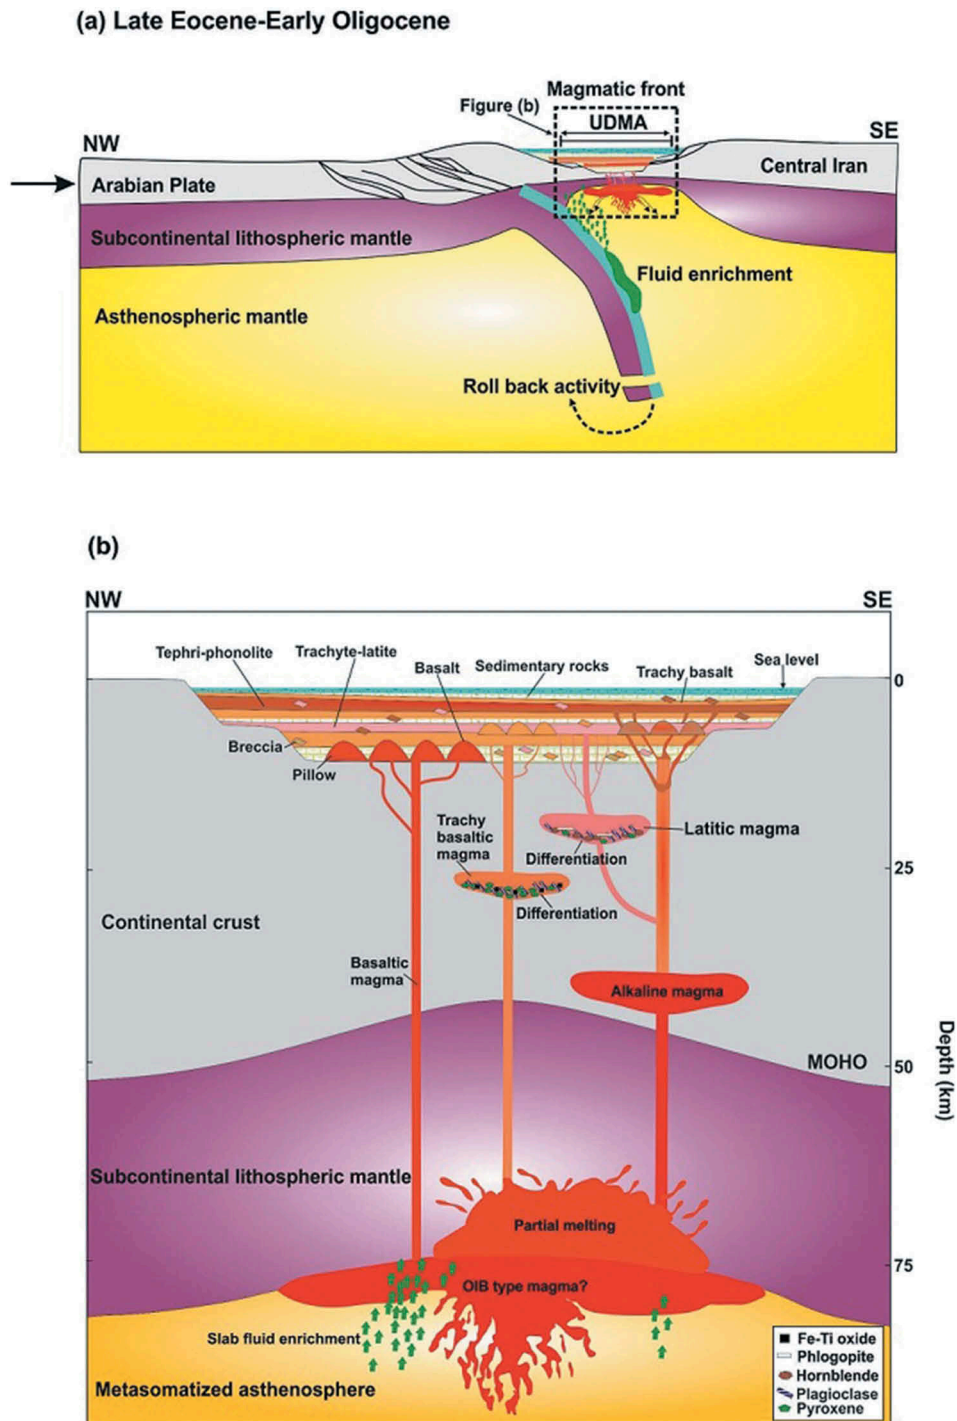 (a) Late Eocene-Early Oligocene
Magmatic front
Figure (b)
UDMA
NW
SE
Arabian Plate
Central Iran
Subcontinental lithospheric mantle
Fluid enrichment
Asthenospheric mantle
Roll back activity
(b)
NW
SE
Tephri-phonolite
Trachyte-latite
Basalt
Sedimentary rocks
Trachy basalt
Sea level
0
Breccia
Pillow
Trachy
basaltic
magma
Latitic magma
Differentiation
25
Differentiation
Continental crust
Basaltic
magma
Alkaline magma
MOHO
50
Depth (km)
Subcontinental lithospheric mantle
Partial melting
75
OIB type magma?
Slab fluid enrichment
Metasomatized asthenosphere
Fe-Ti oxide
Phlogopite
Hornblende
Plagioclase
Pyroxene